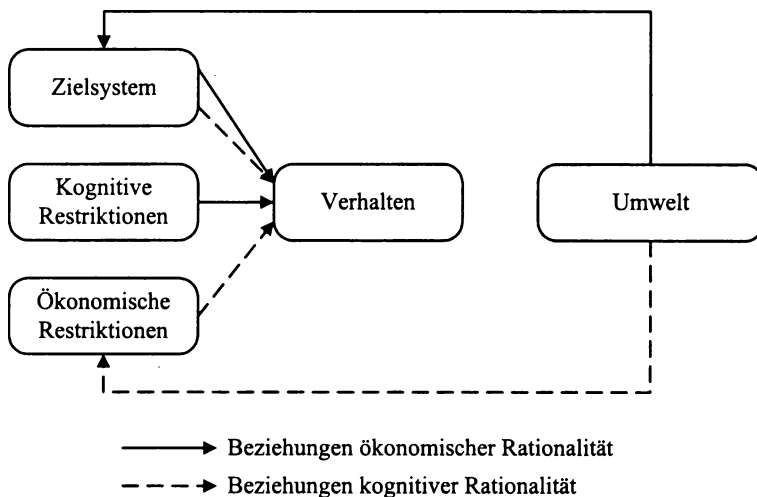 Zielsystem
Kognitive
Restriktionen
Verhalten
Umwelt
Ökonomische
Restriktionen
Beziehungen ökonomischer Rationalität
Beziehungen kognitiver Rationalität